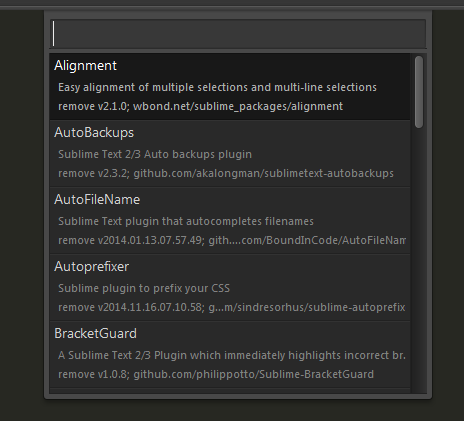 Alignment
Easy alignment of multiple selections and multi-line selections
remove v2.1.0; wbond.net/sublime_packages/alignment
AutoBackups
Sublime Text 2/3 Auto backups plugin
remove v2.3.2; github.com/akalongman/sublimetext-autobackups
AutoFileName
Sublime Text plugin that autocompletes filenames
remove v2014.01.13.07.57.49; gith....com/BoundInCode/AutoFileNam
Autoprefixer
Sublime plugin to prefix your CSS
remove v2014.11.16.07.10.58; g...m/sindresorhus/sublime-autoprefix
BracketGuard
A Sublime Text 2/3 Plugin which immediately highlights incorrect br...
remove v1.0.8; github.com/philippotto/Sublime-BracketGuard